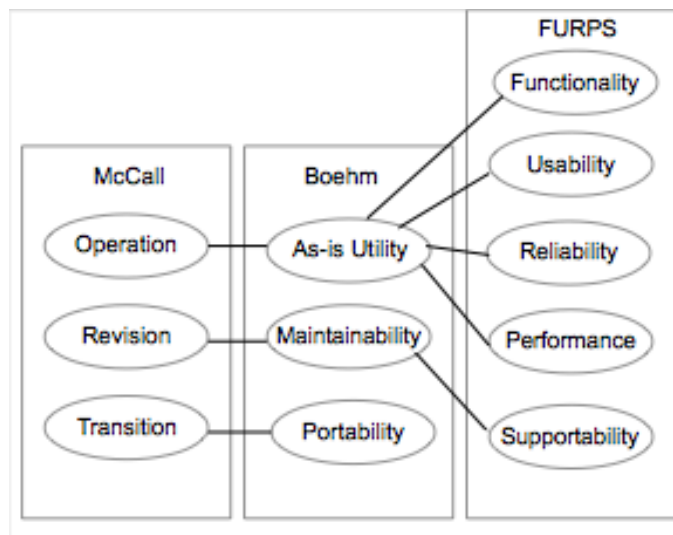 FURPS
Functionality
Usability
Reliability
Performance
Supportability
McCall
Operation
Revision
Transition
Boehm
As-is Utility
Maintainability
Portability